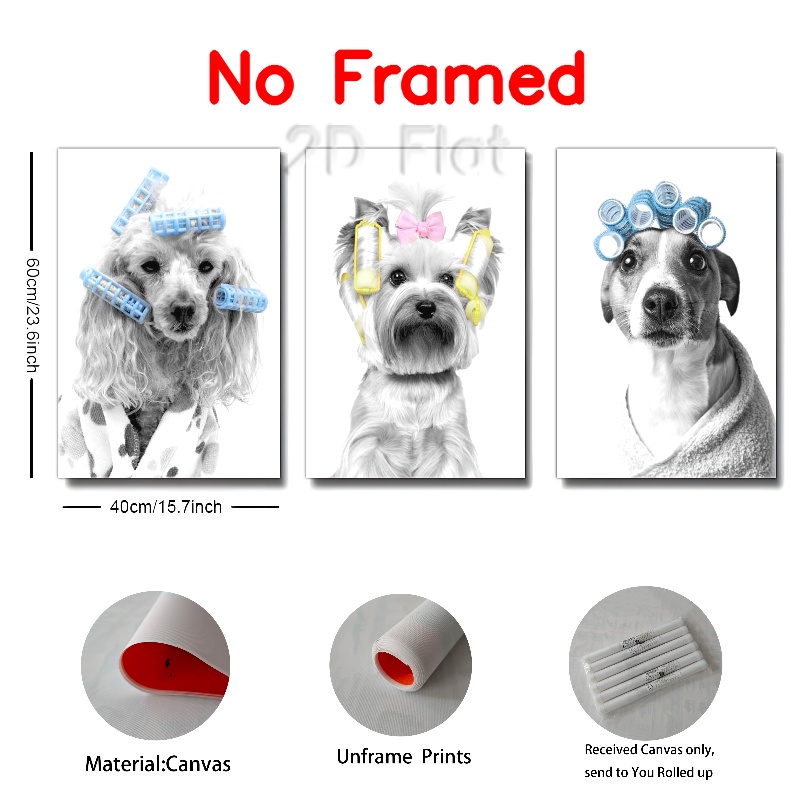 No Framed
2D Flat
60cm/23.6inch
40cm/15.7inch
Material:Canvas
Unframe Prints
Received Canvas only,
send to You Rolled up